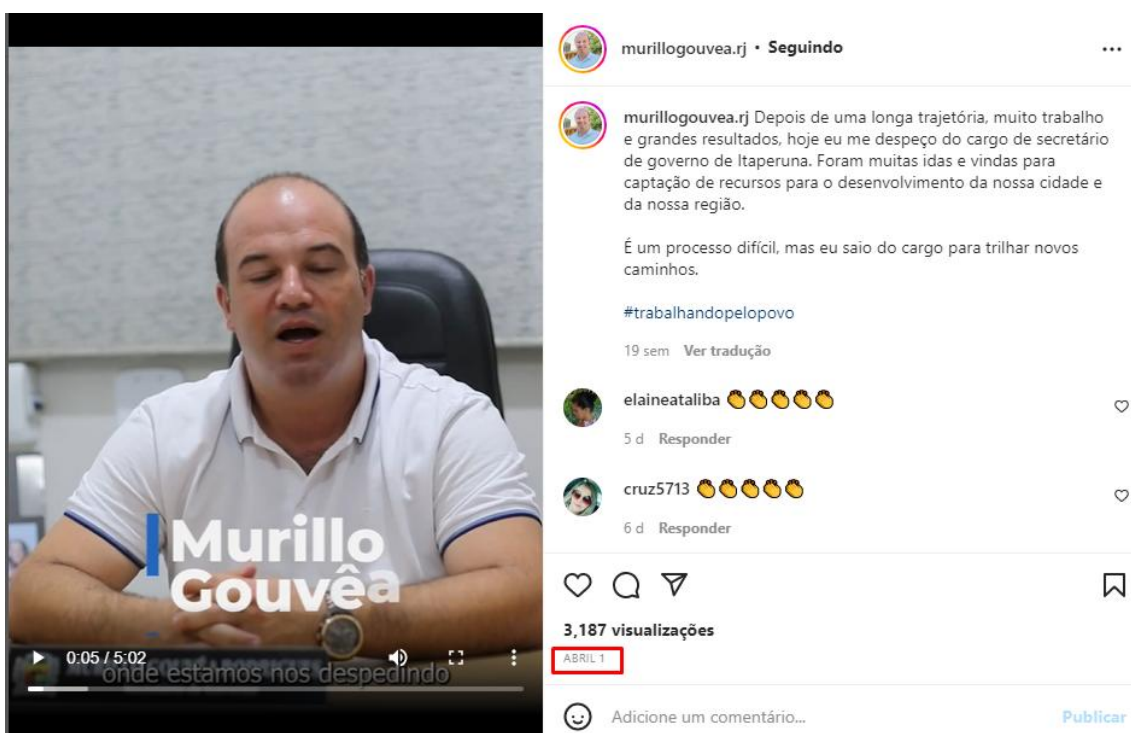 murillogouvea.rj • Seguindo
murillogouvea.rj Depois de uma longa trajetória, muito trabalho
e grandes resultados, hoje eu me despeço do cargo de secretário
de governo de Itaperuna. Foram muitas idas e vindas para
captação de recursos para o desenvolvimento da nossa cidade e
da nossa região.
É um processo difícil, mas eu saio do cargo para trilhar novos
caminhos.
#trabalhandopelopovo
19 sem Ver tradução
elaineataliba 👏👏👏👏👏
5 d Responder
cruz5713 👏👏👏👏👏
6 d Responder
3,187 visualizações
ABRIL 1
Adicione um comentário... Publicar
Murillo
Gouvêa
0:05 / 5:02
onde estamos nos despedindo